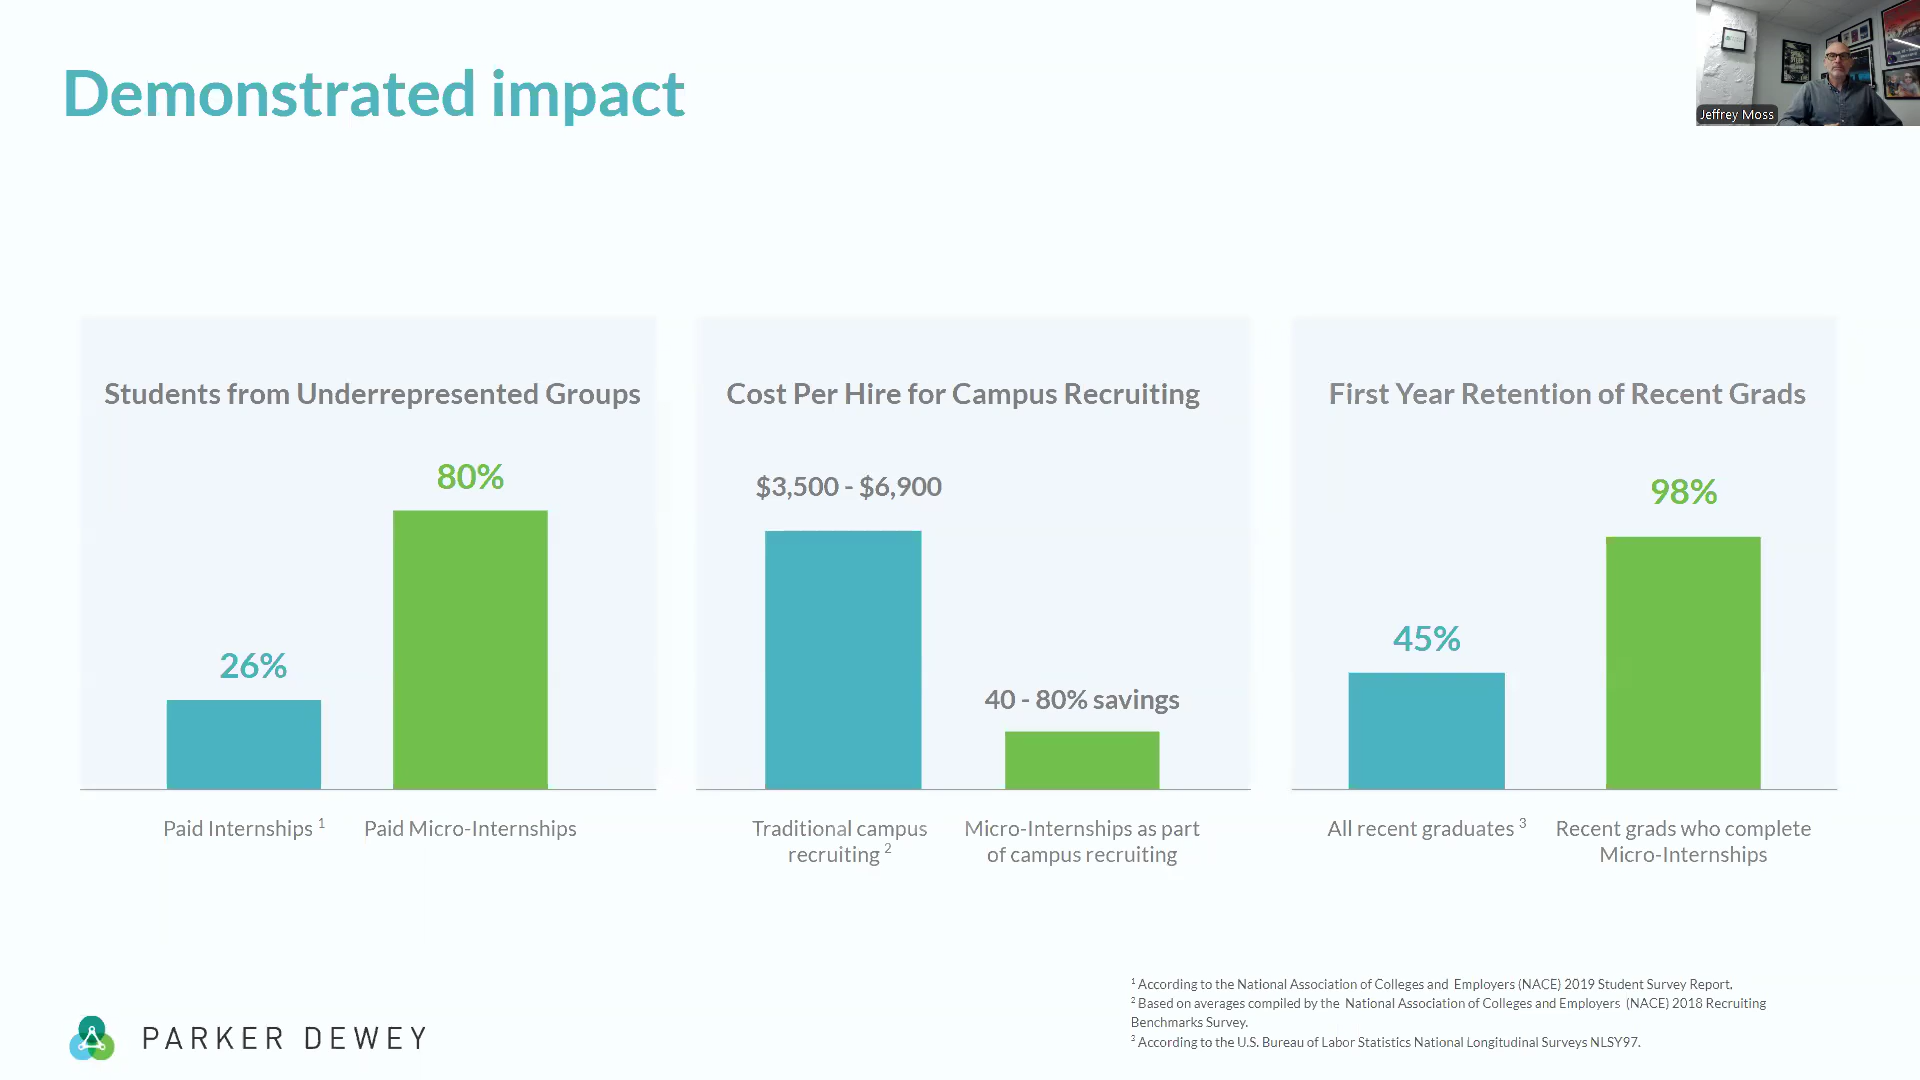 Demonstrated impact
Jeffrey Moss
Students from Underrepresented Groups
80%
26%
Paid Internships 1
Paid Micro-Internships
Cost Per Hire for Campus Recruiting
$3,500 - $6,900
40 - 80% savings
Traditional campus
recruiting 2
Micro-Internships as part
of campus recruiting
First Year Retention of Recent Grads
98%
45%
All recent graduates 3
Recent grads who complete
Micro-Internships
1 According to the National Association of Colleges and Employers (NACE) 2019 Student Survey Report.
2 Based on averages compiled by the National Association of Colleges and Employers (NACE) 2018 Recruiting
Benchmarks Survey.
3 According to the U.S. Bureau of Labor Statistics National Longitudinal Surveys NLSY97.
PARKER DEWEY